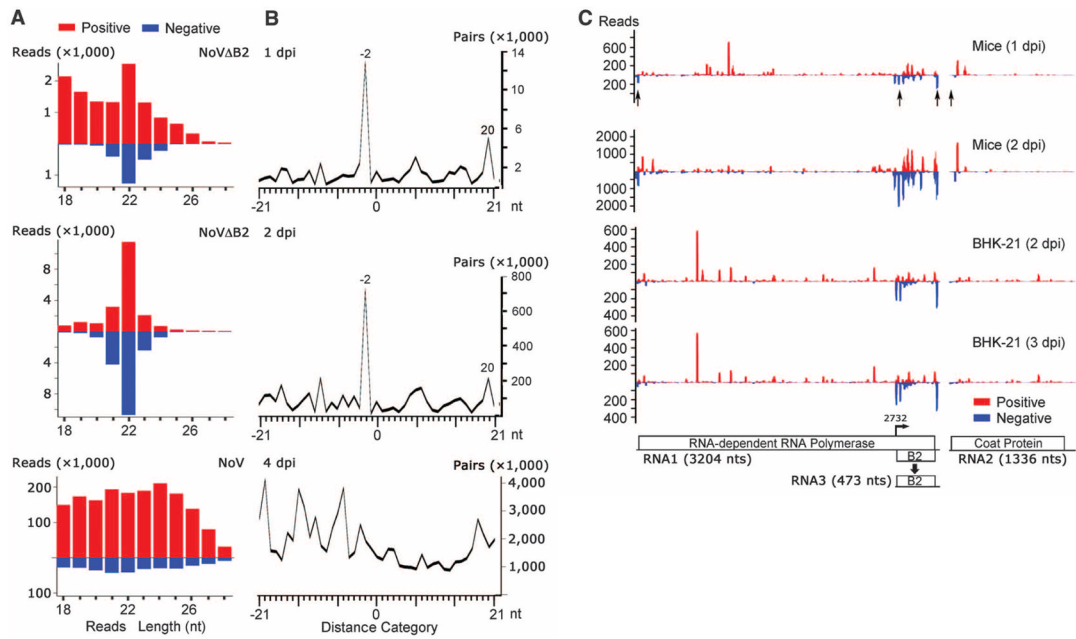 A
Positive Negative
Reads (×1,000)
NoVΔB2
2
1
1
18 22 26
Reads (×1,000)
NoVΔB2
8
4
4
8
18 22 26
Reads (×1,000)
NoV
200
100
100
18 22 26
Reads Length (nt)
B
Pairs (×1,000)
1 dpi
-2
20
14
12
10
8
6
4
2
-21 0 21 nt
Pairs (×1,000)
2 dpi
-2
20
800
600
400
200
-21 0 21 nt
Pairs (×1,000)
4 dpi
4,000
3,000
2,000
1,000
-21 0 21 nt
Distance Category
C
Reads
Mice (1 dpi)
600
400
200
200
Mice (2 dpi)
2000
1000
1000
2000
BHK-21 (2 dpi)
600
400
200
200
400
BHK-21 (3 dpi)
600
400
200
200
400
Positive
Negative
2732
RNA-dependent RNA Polymerase
Coat Protein
RNA1 (3204 nts)
B2
RNA2 (1336 nts)
RNA3 (473 nts)
B2